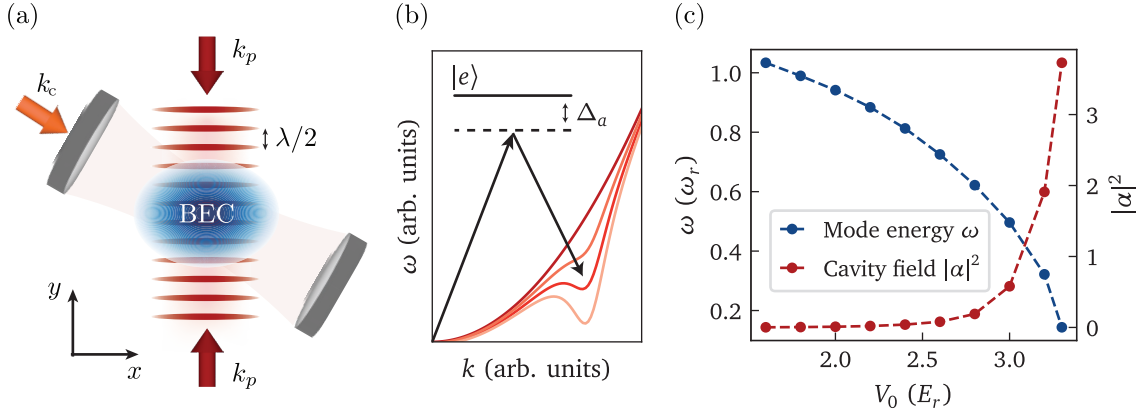 (a)
k_p
k_c
λ/2
BEC
y
x
k_p
(b)
|e⟩
Δ_a
ω (arb. units)
k (arb. units)
(c)
1.0
0.8
0.6
0.4
0.2
ω (ω_r)
Mode energy ω
Cavity field |α|^2
3
2
1
0
|α|^2
2.0
2.5
3.0
V_0 (E_r)